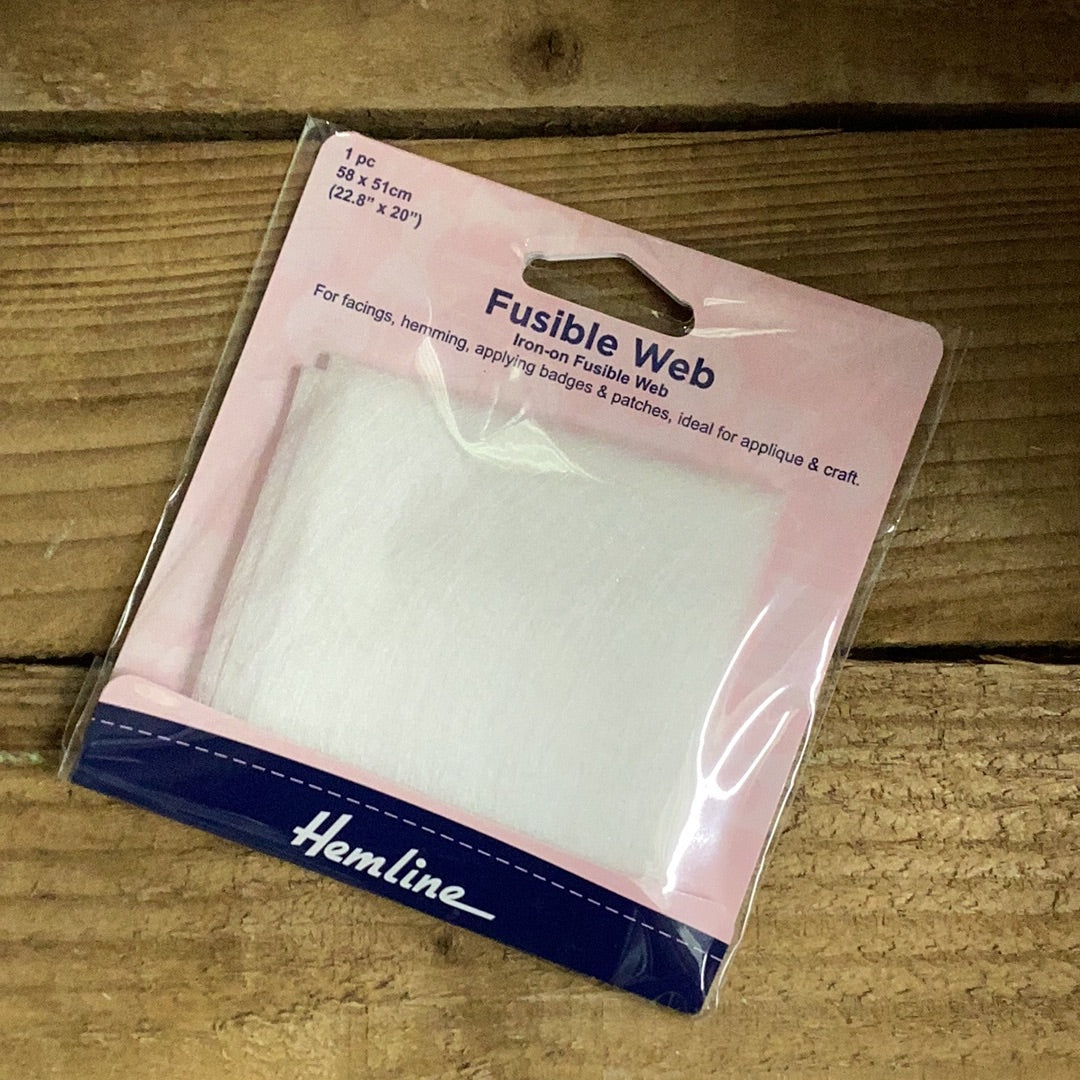 1 pc
58 x 51cm
(22.8" x 20")
Fusible Web
Iron-on Fusible Web
For facings, hemming, applying badges & patches, ideal for applique & craft.
Hemline